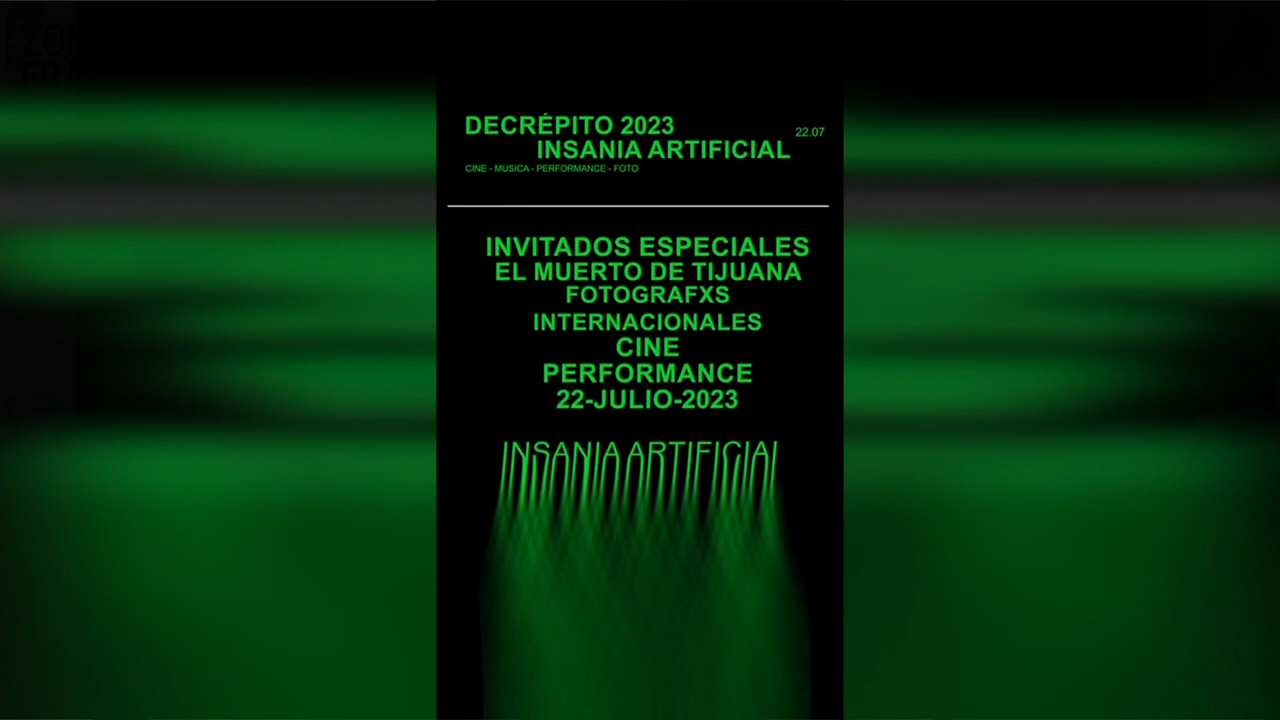 DECRÉPITO 2023
22.07
INSANIA ARTIFICIAL
CINE - MUSICA - PERFORMANCE - FOTO
INVITADOS ESPECIALES
EL MUERTO DE TIJUANA
FOTOGRAFXS
INTERNACIONALES
CINE
PERFORMANCE
22-JULIO-2023
INSANIA ARTIFICIAL